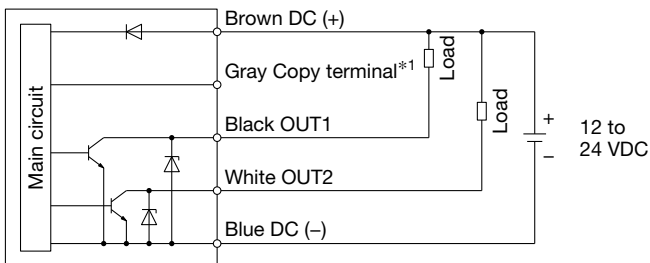 Brown DC (+)
Gray Copy terminal*1
Black OUT1
White OUT2
Blue DC (–)
Main circuit
Load
Load
+
–
12 to
24 VDC